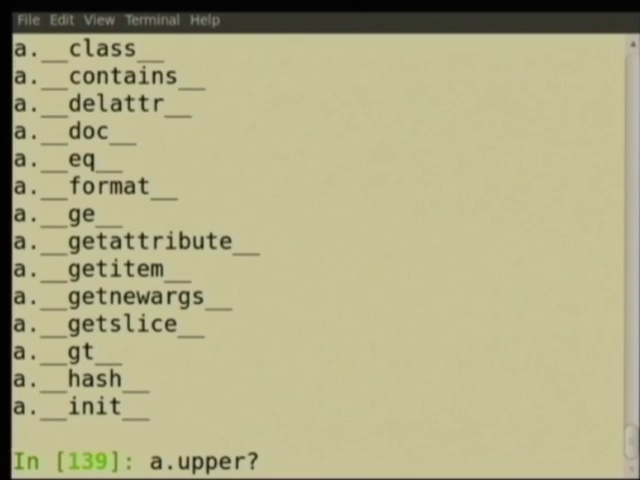 File Edit View Terminal Help
a.__class__
a.__contains__
a.__delattr__
a.__doc__
a.__eq__
a.__format__
a.__ge__
a.__getattribute__
a.__getitem__
a.__getnewargs__
a.__getslice__
a.__gt__
a.__hash__
a.__init__
In [139]: a.upper?